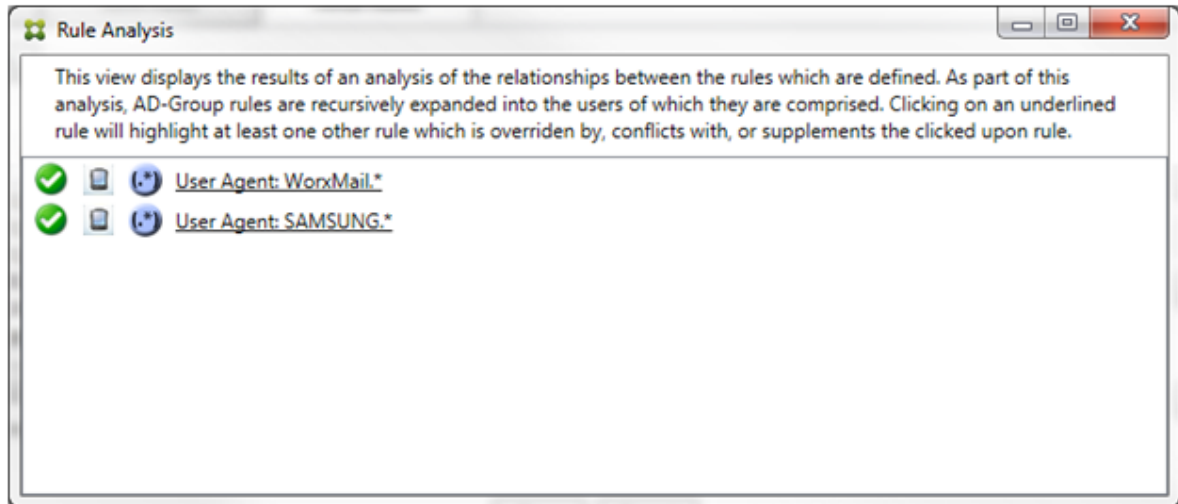 Rule Analysis
This view displays the results of an analysis of the relationships between the rules which are defined. As part of this
analysis, AD-Group rules are recursively expanded into the users of which they are comprised. Clicking on an underlined
rule will highlight at least one other rule which is overriden by, conflicts with, or supplements the clicked upon rule.
(.*) User Agent: WorxMail.*
(.*) User Agent: SAMSUNG.*